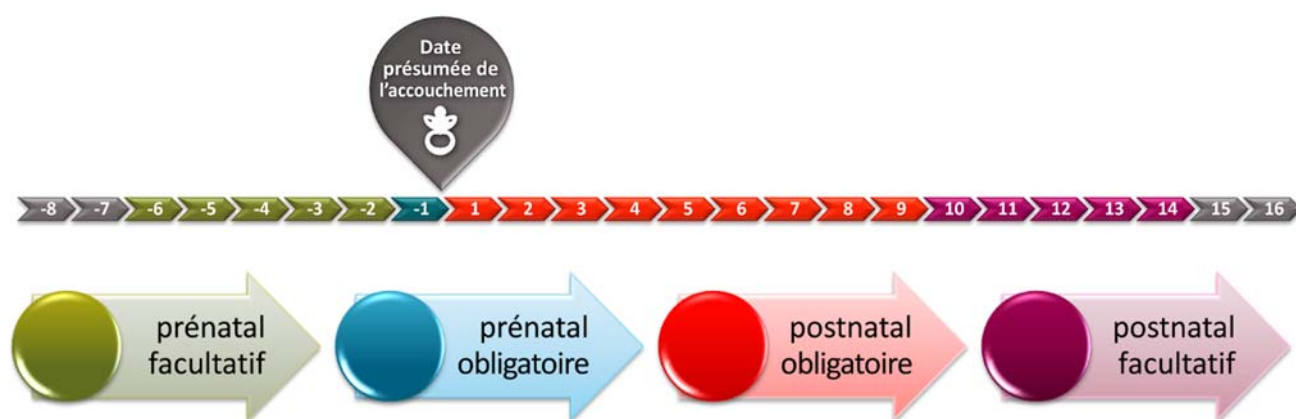 Date
présumée de
l'accouchement
-8 -7 -6 -5 -4 -3 -2 -1 1 2 3 4 5 6 7 8 9 10 11 12 13 14 15 16
prénatal
facultatif
prénatal
obligatoire
postnatal
obligatoire
postnatal
facultatif